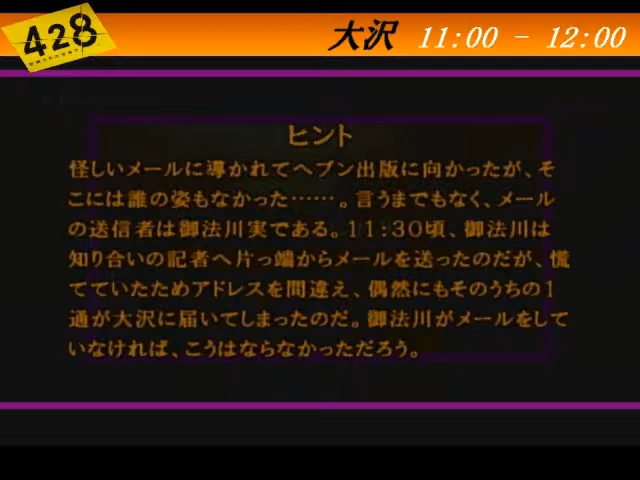 428
大沢 11:00 - 12:00
ヒント
怪しいメールに導かれてヘブン出版に向かったが、そ
こには誰の姿もなかった……。言うまでもなく、メール
の送信者は御法川実である。11:30頃、御法川は
知り合いの記者へ片っ端からメールを送ったのだが、慌
てていたためアドレスを間違え、偶然にもそのうちの1
通が大沢に届いてしまったのだ。御法川がメールをして
いなければ、こうはならなかっただろう。